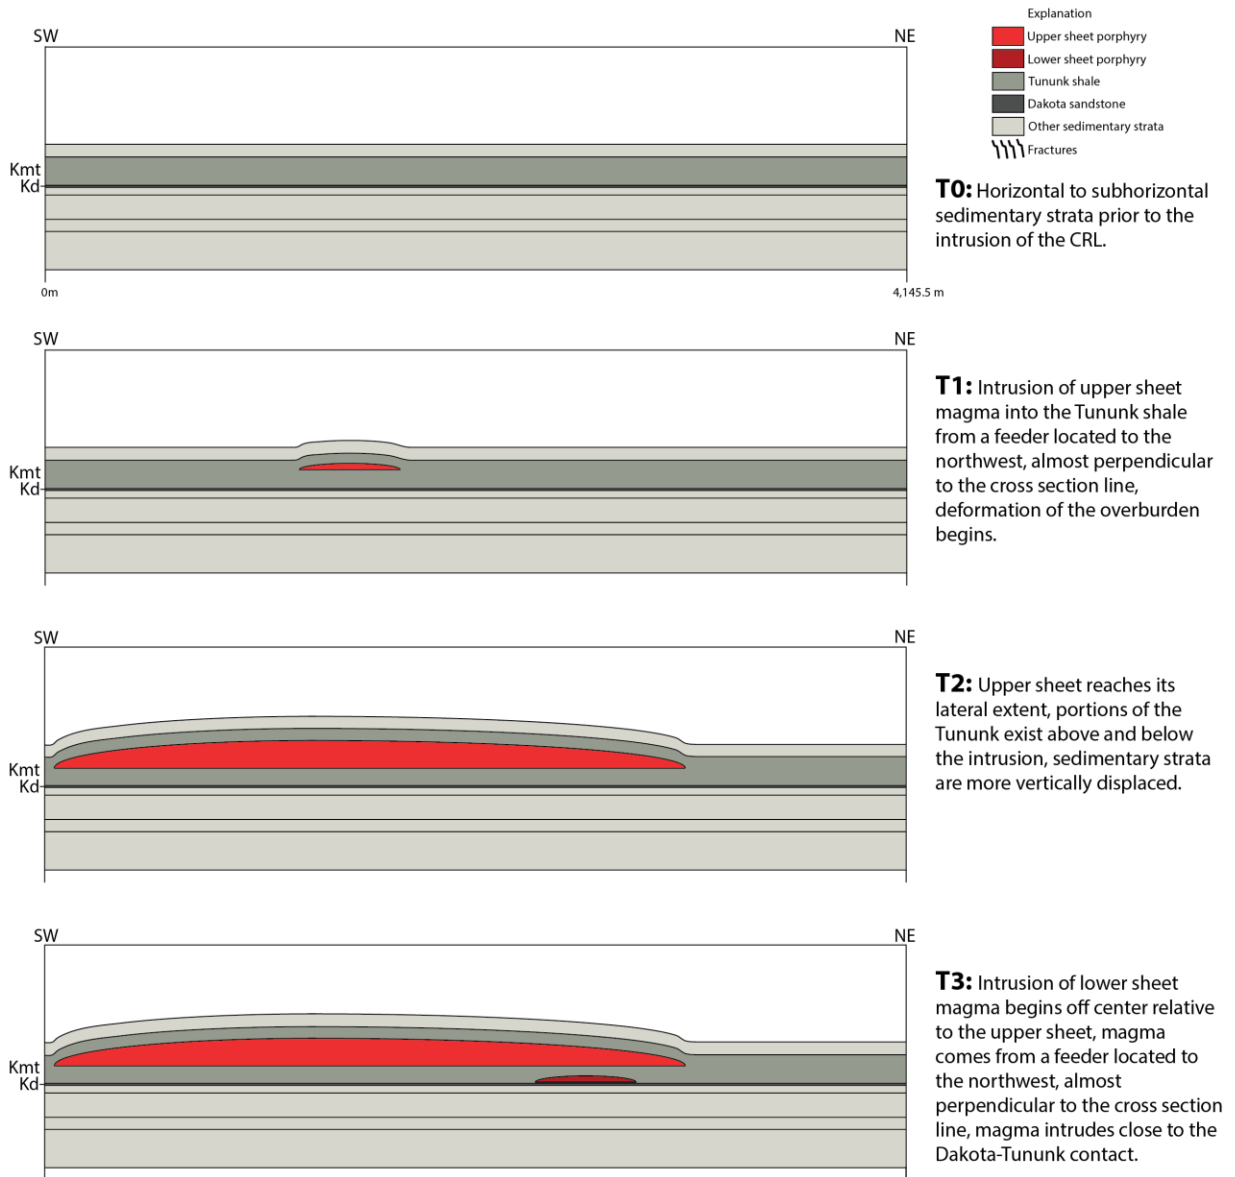 Explanation
Upper sheet porphyry
Lower sheet porphyry
Tununk shale
Dakota sandstone
Other sedimentary strata
Fractures
SW
NE
Kmt
Kd
0m
4,145.5 m
T0: Horizontal to subhorizontal
sedimentary strata prior to the
intrusion of the CRL.
SW
NE
Kmt
Kd
T1: Intrusion of upper sheet
magma into the Tununk shale
from a feeder located to the
northwest, almost perpendicular
to the cross section line,
deformation of the overburden
begins.
SW
NE
Kmt
Kd
T2: Upper sheet reaches its
lateral extent, portions of the
Tununk exist above and below
the intrusion, sedimentary strata
are more vertically displaced.
SW
NE
Kmt
Kd
T3: Intrusion of lower sheet
magma begins off center relative
to the upper sheet, magma
comes from a feeder located to
the northwest, almost
perpendicular to the cross section
line, magma intrudes close to the
Dakota-Tununk contact.